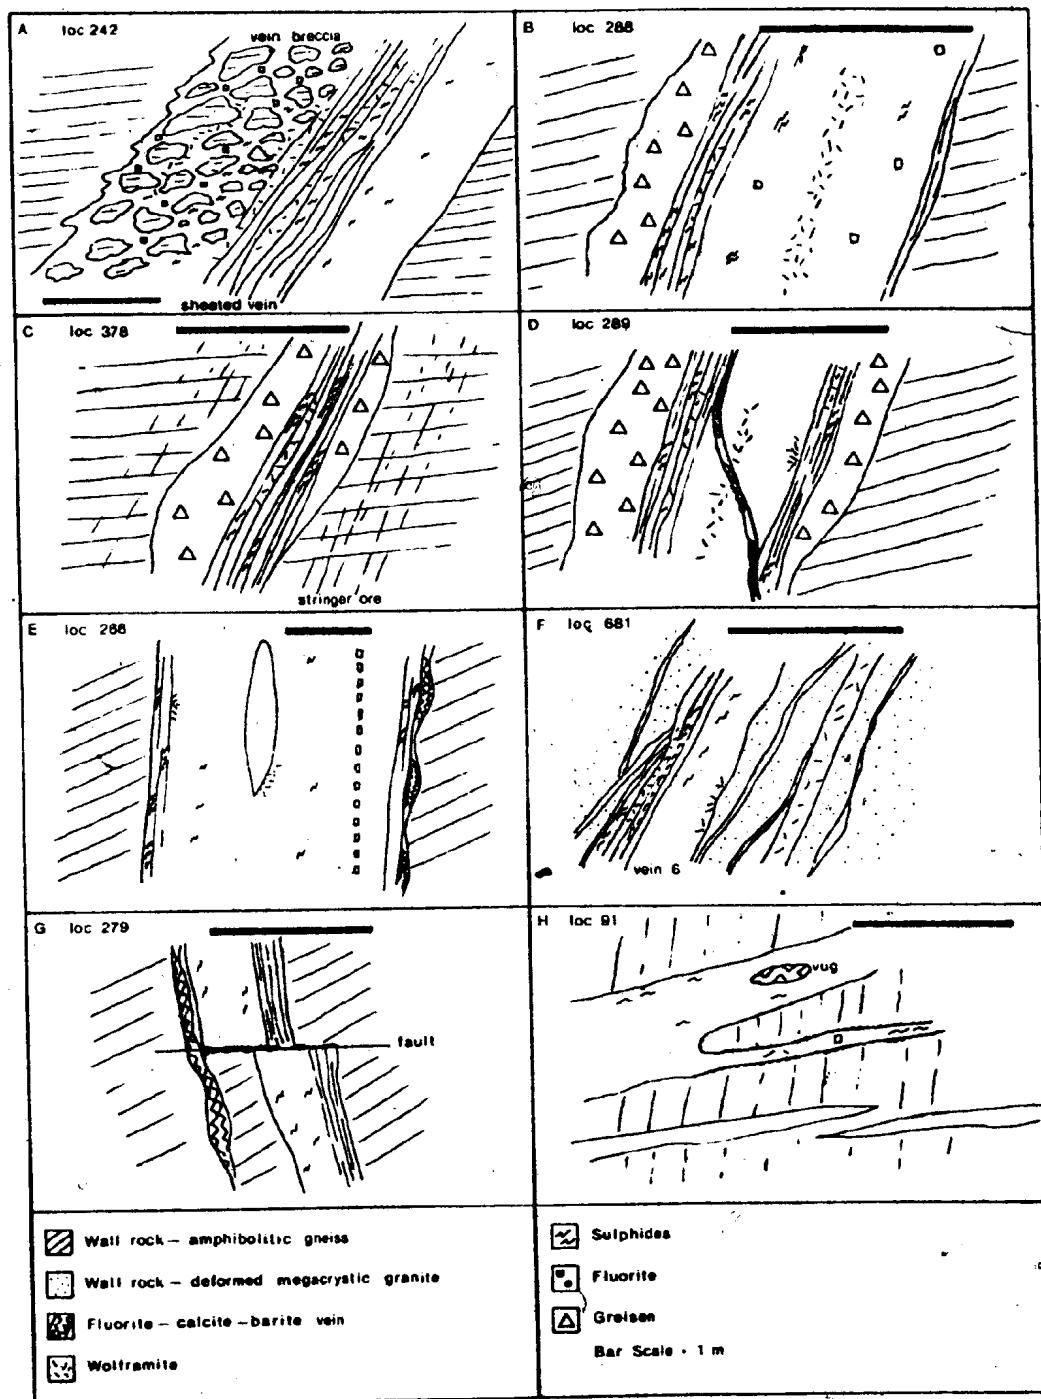 A loc 242
vein breccia
sheeted vein
B loc 288
C loc 378
stringer ore
D loc 289
E loc 266
F loc 681
vein 6
G loc 279
fault
H loc 91
vug
Wall rock – amphibolitic gneiss
Wall rock – deformed megacrystic granite
Fluorite – calcite – barite vein
Wolframite
Sulphides
Fluorite
Greisen
Bar Scale - 1 m